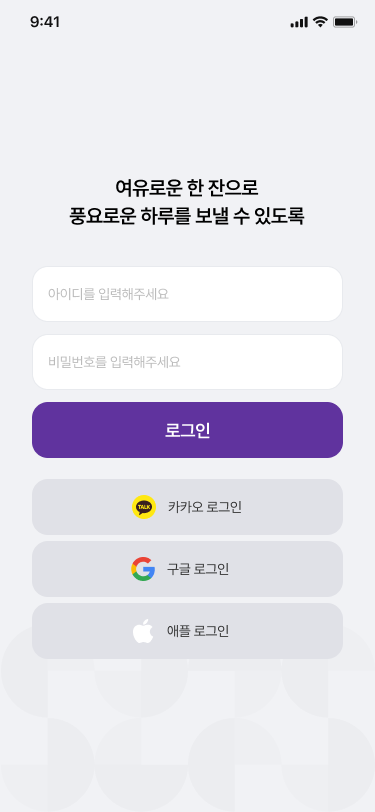 9:41
여유로운 한 잔으로
풍요로운 하루를 보낼 수 있도록
아이디를 입력해주세요
비밀번호를 입력해주세요
로그인
TALK 카카오 로그인
구글 로그인
애플 로그인